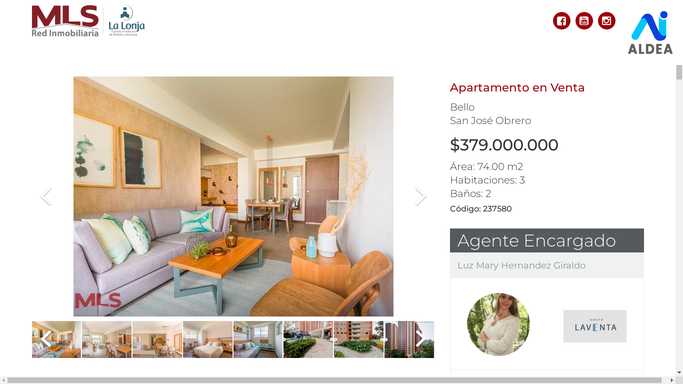 MLS
Red Inmobiliaria
La Lonja
ALDEA
Apartamento en Venta
Bello
San José Obrero
$379.000.000
Área: 74.00 m2
Habitaciones: 3
Baños: 2
Código: 237580
Agente Encargado
Luz Mary Hernandez Giraldo
LAVENTA
MLS